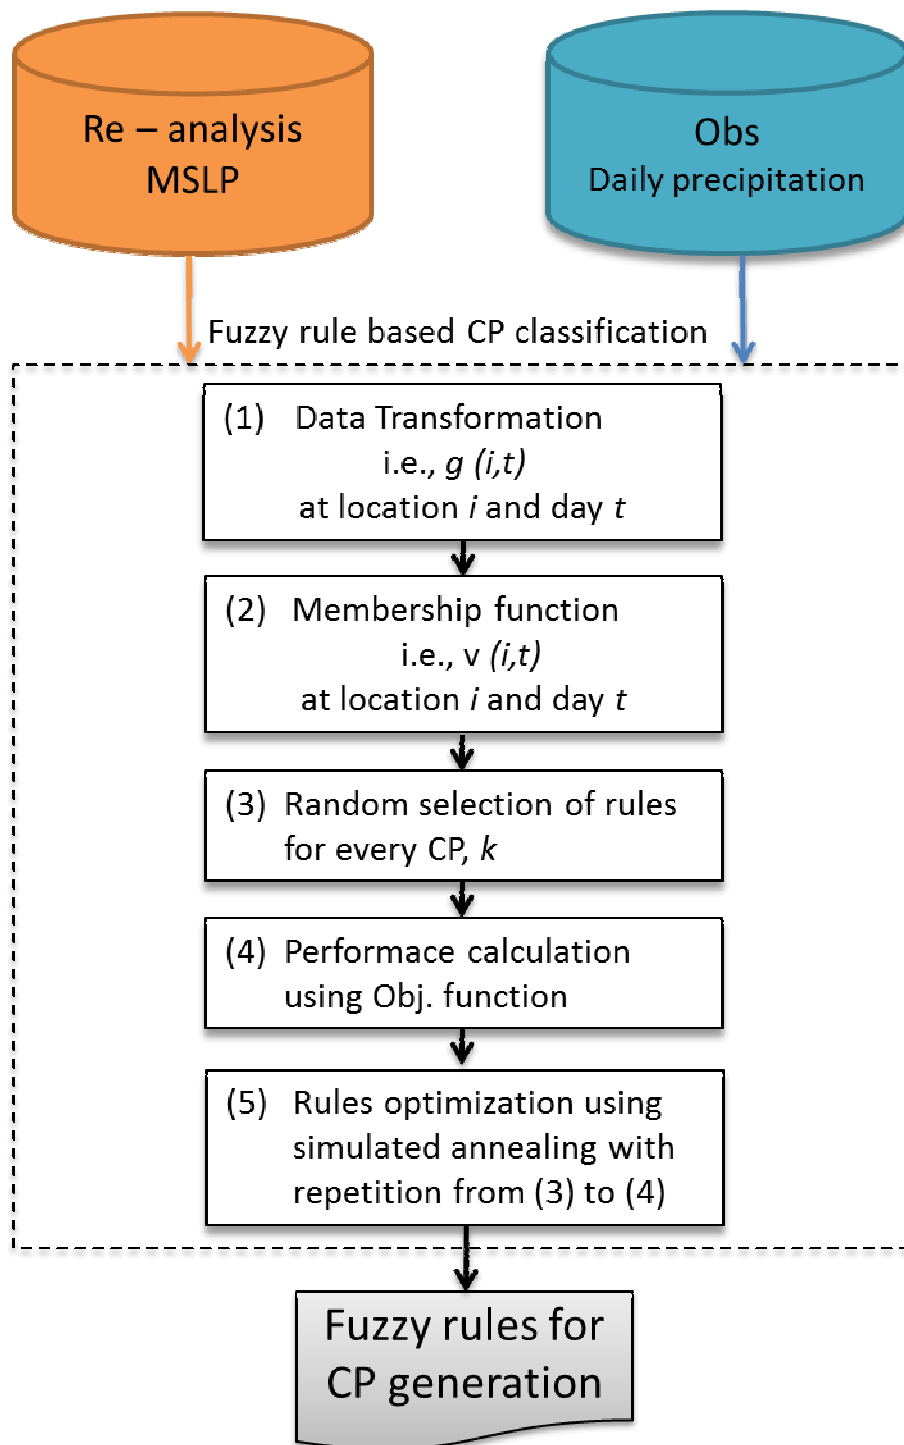 Re – analysis
MSLP
Obs
Daily precipitation
Fuzzy rule based CP classification
(1) Data Transformation
i.e., g (i,t)
at location i and day t
(2) Membership function
i.e., v (i,t)
at location i and day t
(3) Random selection of rules
for every CP, k
(4) Performace calculation
using Obj. function
(5) Rules optimization using
simulated annealing with
repetition from (3) to (4)
Fuzzy rules for
CP generation